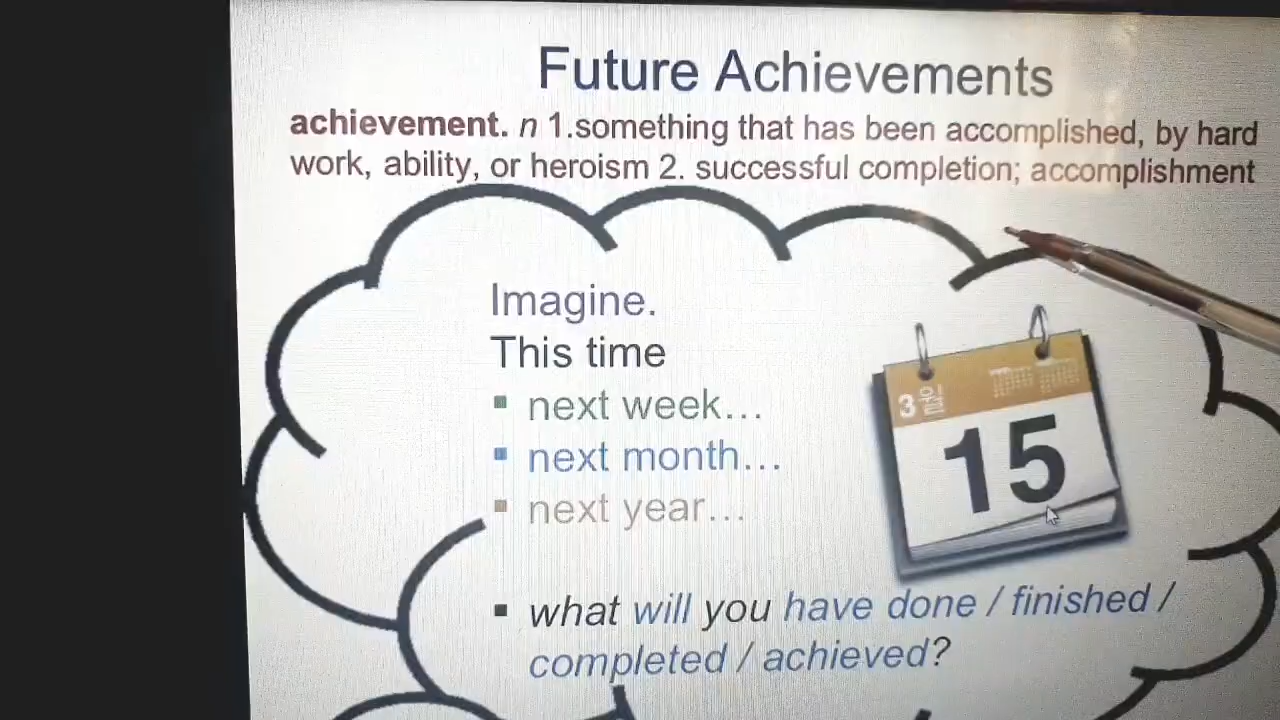 Future Achievements
achievement. n 1.something that has been accomplished, by hard
work, ability, or heroism 2. successful completion; accomplishment
Imagine.
This time
▪ next week…
▪ next month…
▪ next year…
3
15
▪ what will you have done / finished /
completed / achieved?